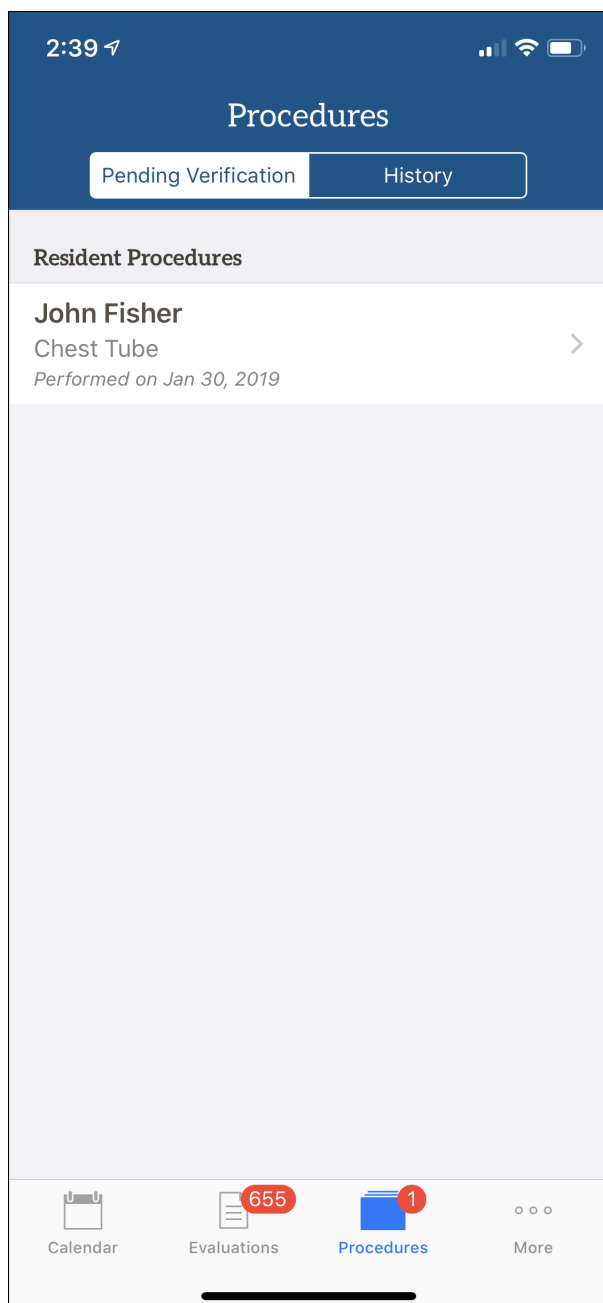 2:39
Procedures
Pending Verification History
Resident Procedures
John Fisher
Chest Tube
Performed on Jan 30, 2019
655 1
Calendar Evaluations Procedures More